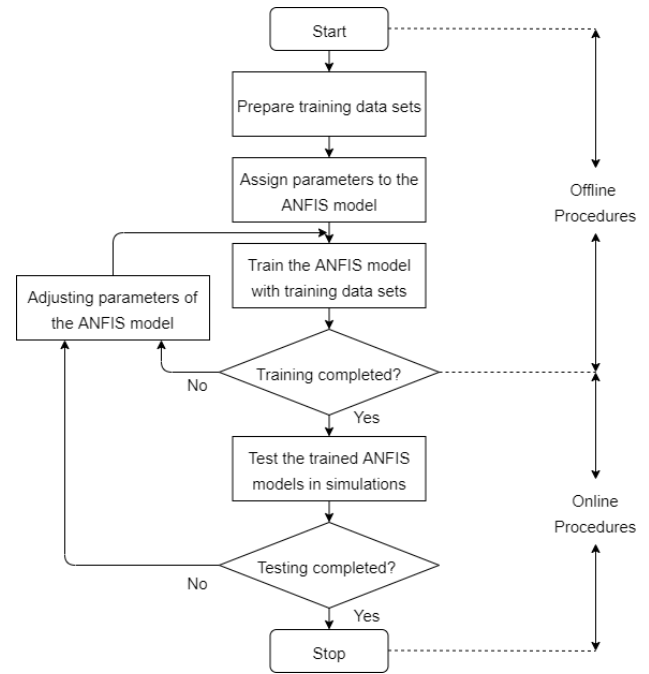 Start
Prepare training data sets
Assign parameters to the
ANFIS model
Offline
Procedures
Train the ANFIS model
with training data sets
Adjusting parameters of
the ANFIS model
Training completed?
No
Yes
Test the trained ANFIS
models in simulations
Online
Procedures
Testing completed?
No
Yes
Stop